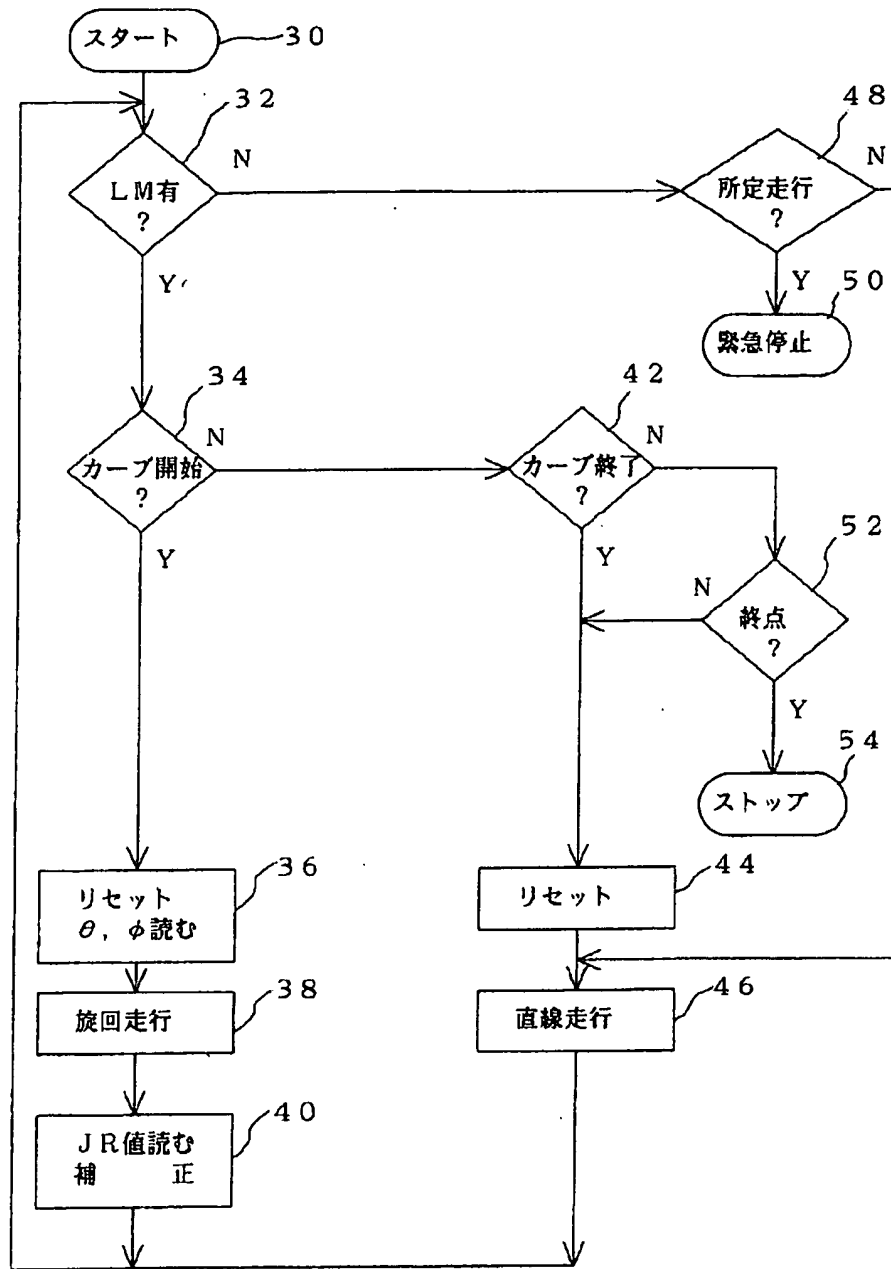 スタート
３０
３２
ＬＭ有
？
N
Y
４８
所定走行
？
N
Y
５０
緊急停止
３４
カーブ開始
？
N
Y
４２
カーブ終了
？
N
Y
５２
終点
？
N
Y
５４
ストップ
３６
リセット
θ，φ読む
４４
リセット
３８
旋回走行
４６
直線走行
４０
ＪＲ値読む
補　　　正